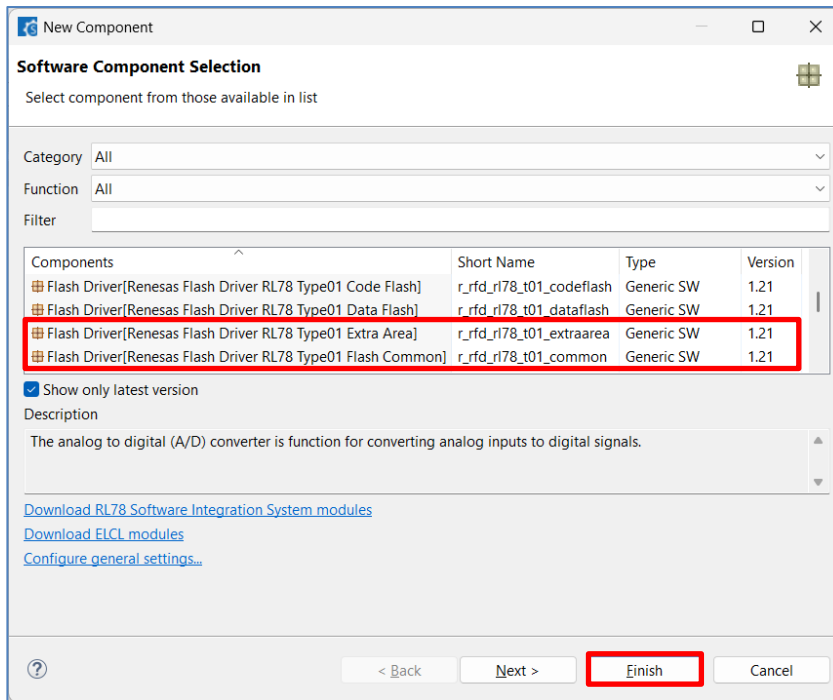 New Component
Software Component Selection
Select component from those available in list
Category All
Function All
Filter
Components Short Name Type Version
Flash Driver[Renesas Flash Driver RL78 Type01 Code Flash] r_rfd_rl78_t01_codeflash Generic SW 1.21
Flash Driver[Renesas Flash Driver RL78 Type01 Data Flash] r_rfd_rl78_t01_dataflash Generic SW 1.21
Flash Driver[Renesas Flash Driver RL78 Type01 Extra Area] r_rfd_rl78_t01_extraarea Generic SW 1.21
Flash Driver[Renesas Flash Driver RL78 Type01 Flash Common] r_rfd_rl78_t01_common Generic SW 1.21
Show only latest version
Description
The analog to digital (A/D) converter is function for converting analog inputs to digital signals.
Download RL78 Software Integration System modules
Download ELCL modules
Configure general settings...
? < Back Next > Finish Cancel